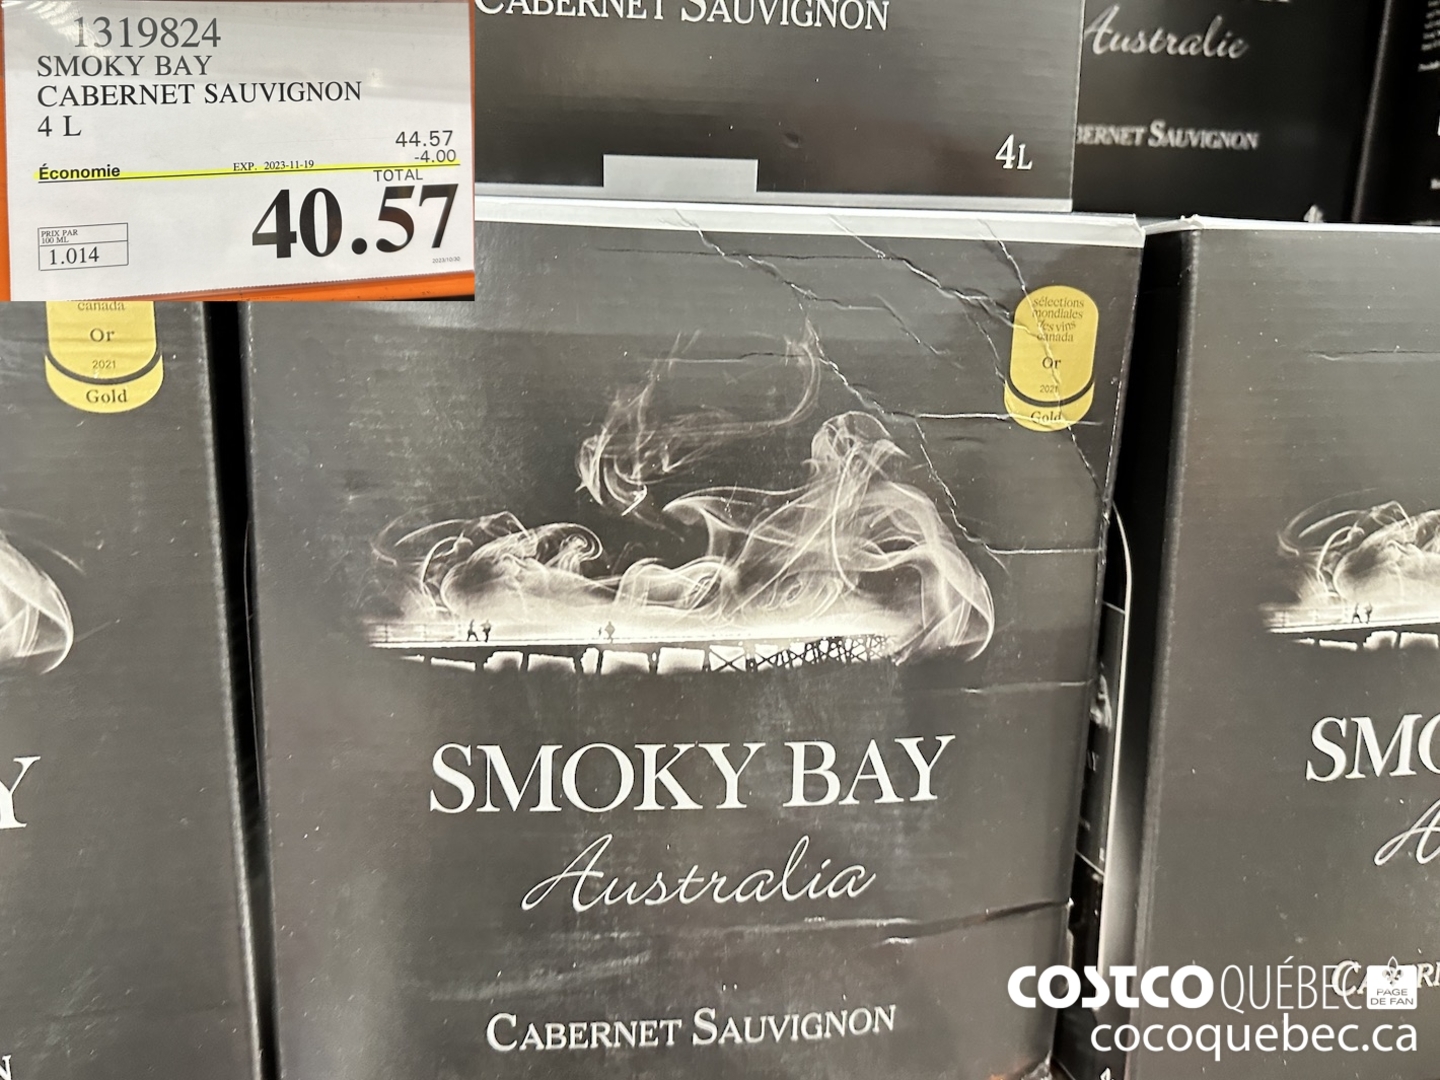 1319824
SMOKY BAY
CABERNET SAUVIGNON
4 L
44.57
-4.00
Économie
EXP. 2023-11-19
TOTAL
40.57
PRIX PAR
100 ML
1.014
2023/10/30
CABERNET SAUVIGNON
4L
Australie
BERNET SAUVIGNON
canada
Or
2021
Gold
sélections
mondiales
des vins
canada
Or
2021
Gold
SMOKY BAY
Australia
CABERNET SAUVIGNON
Y
SMO
A
COSTCO QUÉBEC
PAGE
DE FAN
cocoquebec.ca